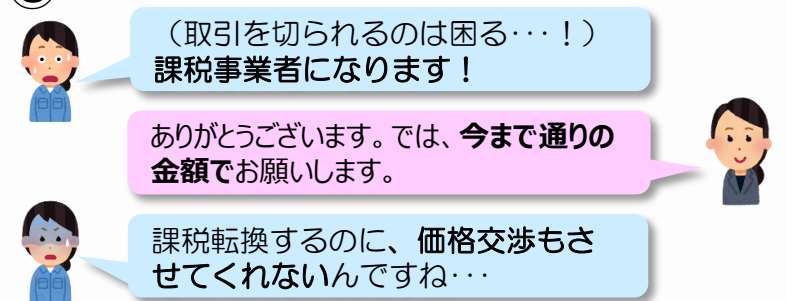 （取引を切られるのは困る･･･！）
課税事業者になります！
ありがとうございます。では、今まで通りの
金額でお願いします。
課税転換するのに、価格交渉もさ
せてくれないんですね･･･